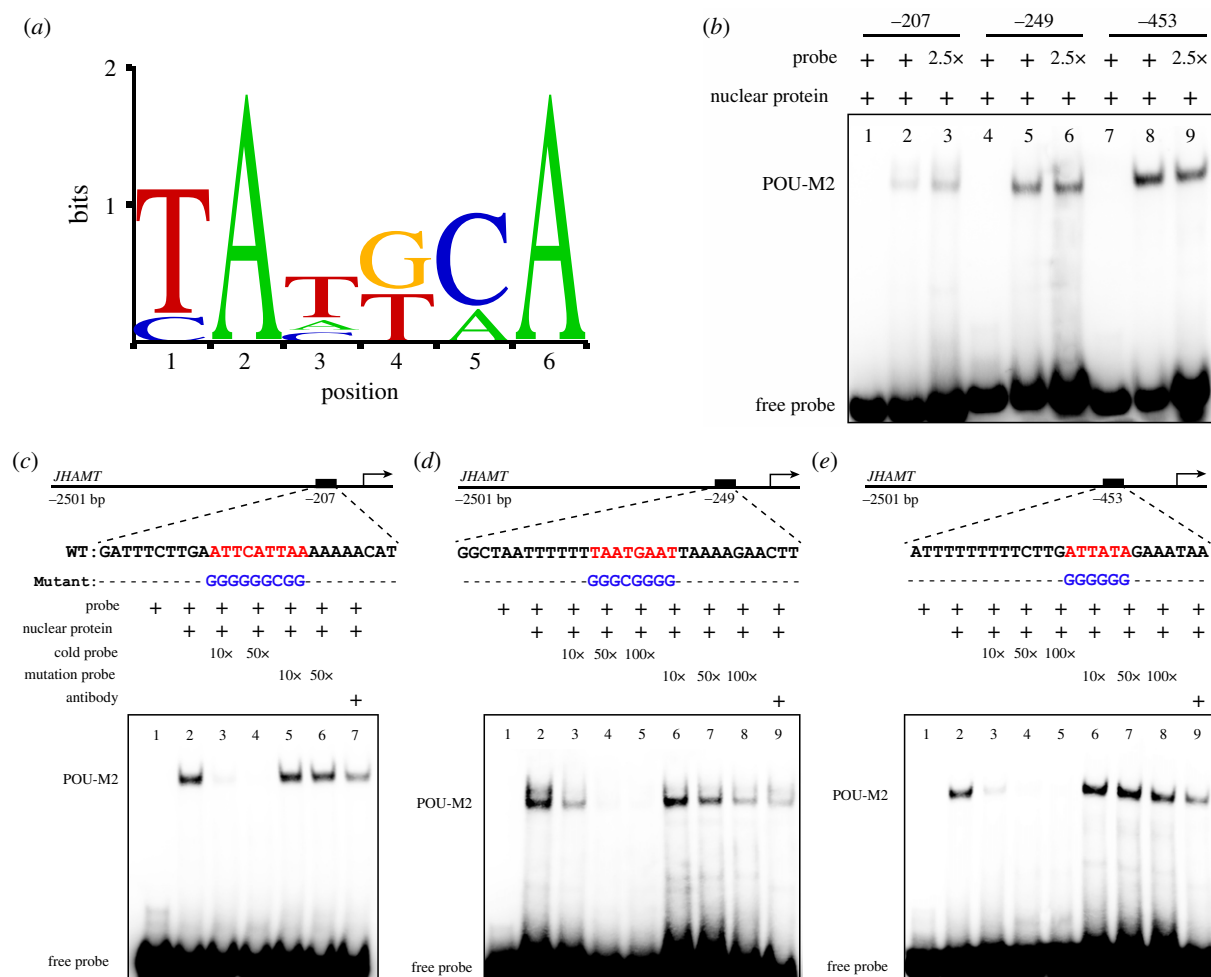 (a)
2
1
bits
T
C
A
T
A
C
G
T
C
A
A
1 2 3 4 5 6
position
(b)
–207 –249 –453
probe + + 2.5× + + 2.5× + + 2.5×
nuclear protein + + + + + + + + +
1 2 3 4 5 6 7 8 9
POU-M2
free probe
(c)
JHAMT
–2501 bp
–207
WT:GATTTCTTGAATTCATTAAAAAAACAT
Mutant:----------GGGGGGCGG--------
probe + + + + + + +
nuclear protein + + + + + +
cold probe 10× 50×
mutation probe 10× 50×
antibody +
1 2 3 4 5 6 7
POU-M2
free probe
(d)
JHAMT
–2501 bp
–249
GGCTAATTTTTTTAATGAATTAAAAGAACTT
GGGCGGGG
+ + + + + + + + +
+ + + + + + + +
10× 50× 100×
10× 50× 100×
+
1 2 3 4 5 6 7 8 9
POU-M2
free probe
(e)
JHAMT
–2501 bp
–453
ATTTTTTTTTCTTGATTATAGAAATAA
GGGGGG
+ + + + + + + + +
+ + + + + + + +
10× 50× 100×
10× 50× 100×
+
1 2 3 4 5 6 7 8 9
POU-M2
free probe